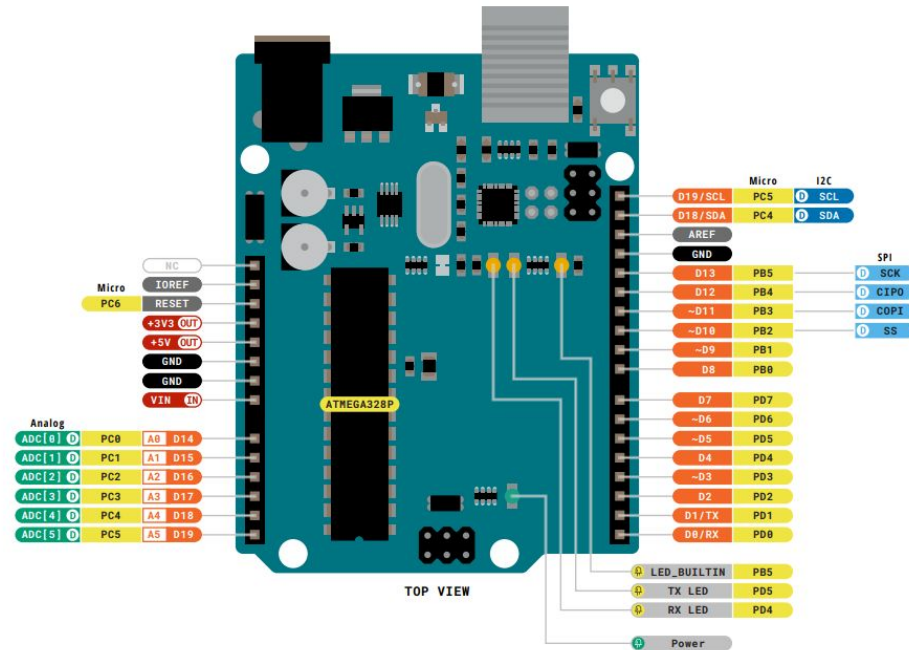 Micro I2C
D19/SCL PC5 D SCL
D18/SDA PC4 D SDA
AREF
GND
SPI
D13 PB5 D SCK
D12 PB4 D CIPO
~D11 PB3 D COPI
~D10 PB2 D SS
~D9 PB1
D8 PB0
D7 PD7
~D6 PD6
~D5 PD5
D4 PD4
~D3 PD3
D2 PD2
D1/TX PD1
D0/RX PD0
NC
IOREF
Micro
PC6 RESET
+3V3 OUT
+5V OUT
GND
GND
VIN IN
Analog
ADC[0] D PC0 A0 D14
ADC[1] D PC1 A1 D15
ADC[2] D PC2 A2 D16
ADC[3] D PC3 A3 D17
ADC[4] D PC4 A4 D18
ADC[5] D PC5 A5 D19
ATMEGA328P
TOP VIEW
LED_BUILTIN PB5
TX LED PD5
RX LED PD4
Power